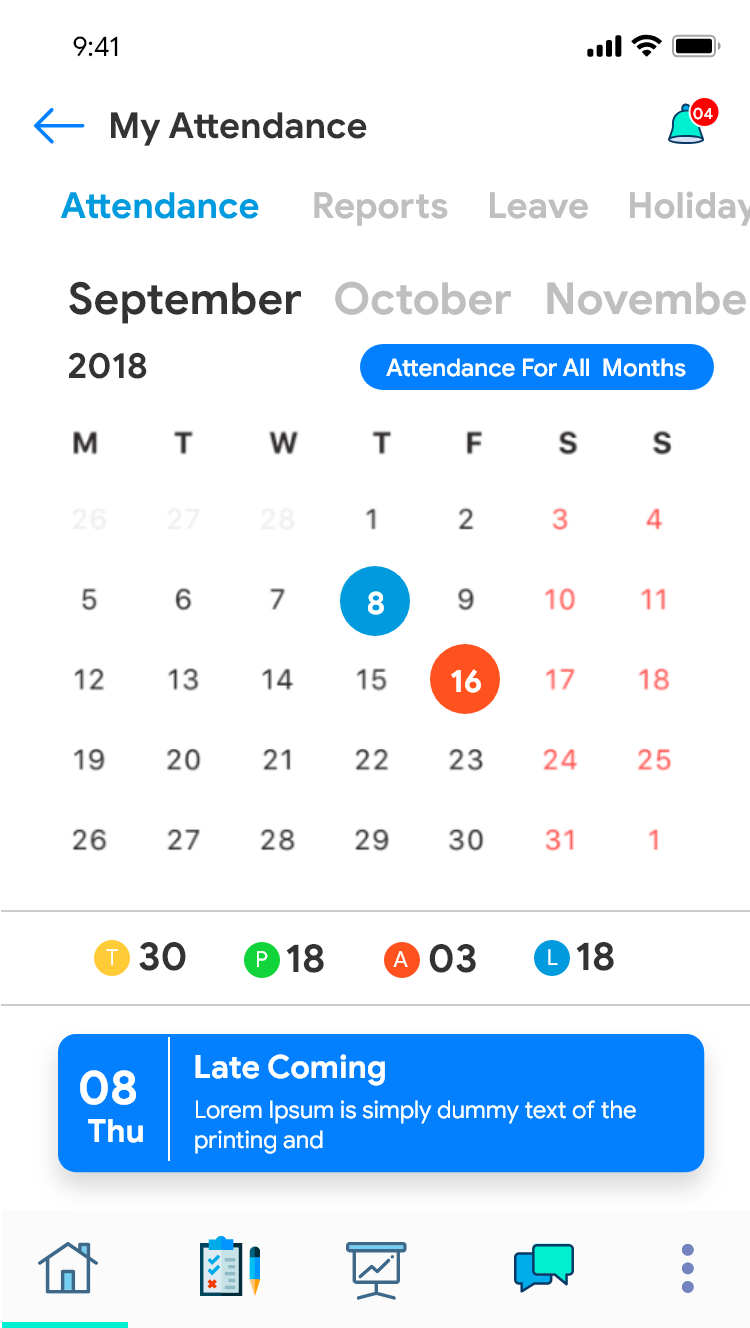 9:41
My Attendance
04
Attendance Reports Leave Holiday
September October Novembe
2018 Attendance For All Months
M T W T F S S
26 27 28 1 2 3 4
5 6 7 8 9 10 11
12 13 14 15 16 17 18
19 20 21 22 23 24 25
26 27 28 29 30 31 1
T 30 P 18 A 03 L 18
08
Thu
Late Coming
Lorem Ipsum is simply dummy text of the
printing and